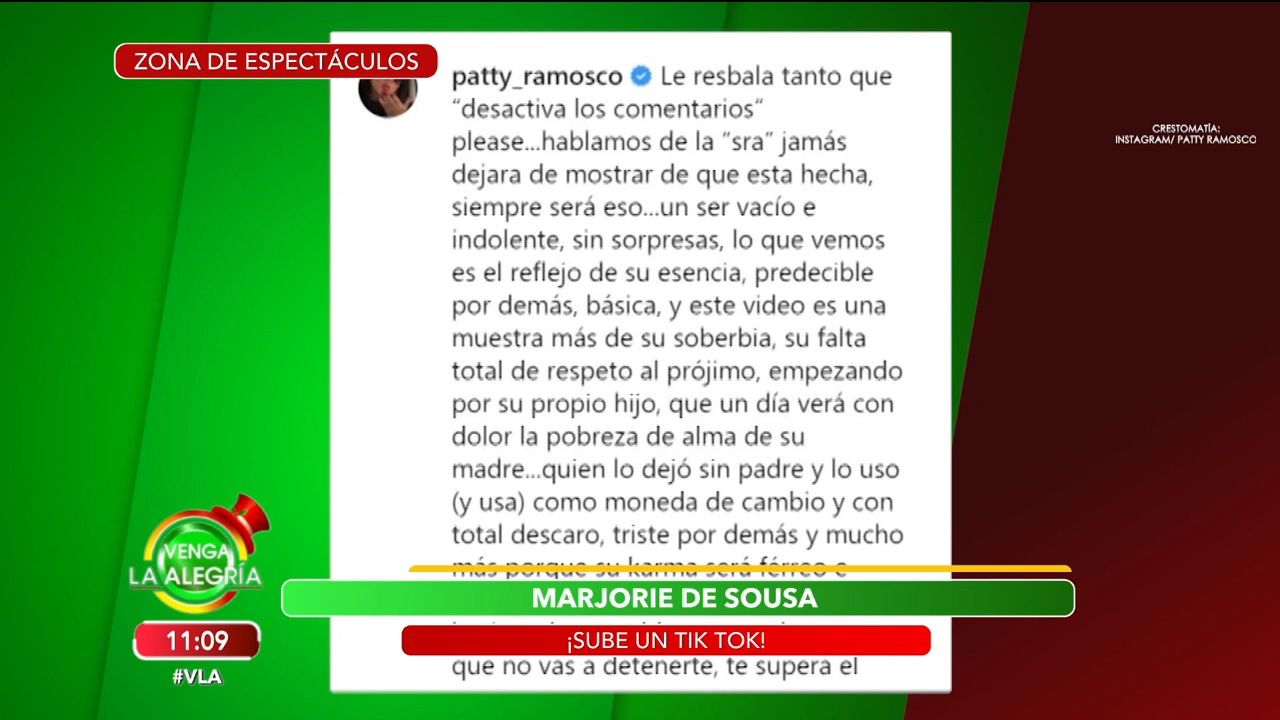 ZONA DE ESPECTÁCULOS
patty_ramosco Le resbala tanto que
“desactiva los comentarios“
please...hablamos de la “sra” jamás
dejara de mostrar de que esta hecha,
siempre será eso...un ser vacío e
indolente, sin sorpresas, lo que vemos
es el reflejo de su esencia, predecible
por demás, básica, y este video es una
muestra más de su soberbia, su falta
total de respeto al prójimo, empezando
por su propio hijo, que un día verá con
dolor la pobreza de alma de su
madre...quien lo dejó sin padre y lo uso
(y usa) como moneda de cambio y con
total descaro, triste por demás y mucho
más porque su karma será férreo e
que no vas a detenerte, te supera el
CRESTOMATÍA:
INSTAGRAM/ PATTY RAMOSCO
VENGA
LA ALEGRÍA
11:09
#VLA
MARJORIE DE SOUSA
¡SUBE UN TIK TOK!